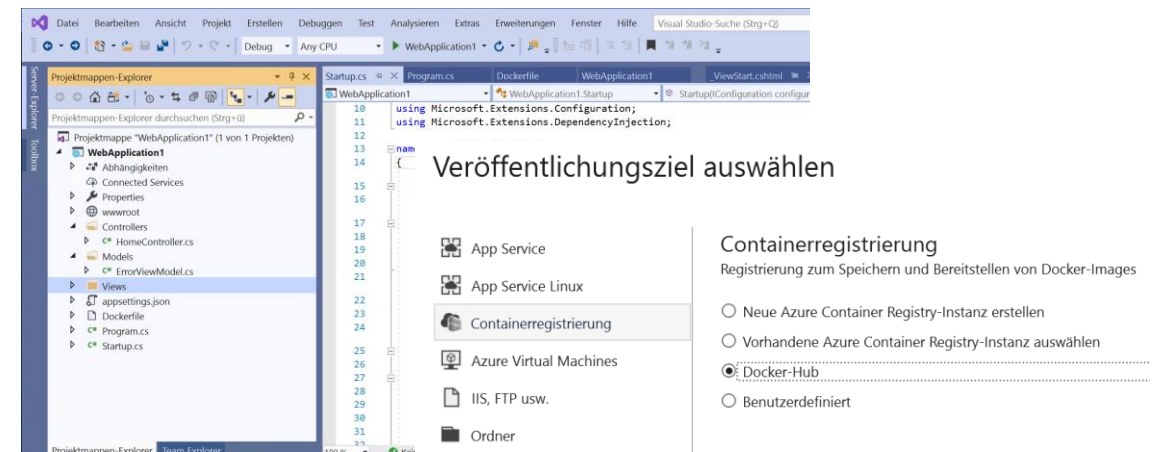 Datei Bearbeiten Ansicht Projekt Erstellen Debuggen Test Analysieren Extras Erweiterungen Fenster Hilfe Visual Studio-Suche (Strg+Q)
Debug Any CPU WebApplication1
Server-Explorer Toolbox
Projektmappen-Explorer
Projektmappen-Explorer durchsuchen (Strg+ü)
Projektmappe "WebApplication1" (1 von 1 Projekten)
WebApplication1
Abhängigkeiten
Connected Services
Properties
wwwroot
Controllers
C# HomeController.cs
Models
C# ErrorViewModel.cs
Views
appsettings.json
Dockerfile
C# Program.cs
C# Startup.cs
Projektmappen-Explorer Team Explorer
Startup.cs Program.cs Dockerfile WebApplication1 _ViewStart.cshtml
WebApplication1 WebApplication1.Startup Startup(IConfiguration configur
10 using Microsoft.Extensions.Configuration;
11 using Microsoft.Extensions.DependencyInjection;
12
13 nam
14 {
15
16
17
18
19
20
21
22
23
24
25
26
27
28
29
30
31
32
100 %
Veröffentlichungsziel auswählen
App Service
App Service Linux
Containerregistrierung
Azure Virtual Machines
IIS, FTP usw.
Ordner
Containerregistrierung
Registrierung zum Speichern und Bereitstellen von Docker-Images
Neue Azure Container Registry-Instanz erstellen
Vorhandene Azure Container Registry-Instanz auswählen
Docker-Hub
Benutzerdefiniert